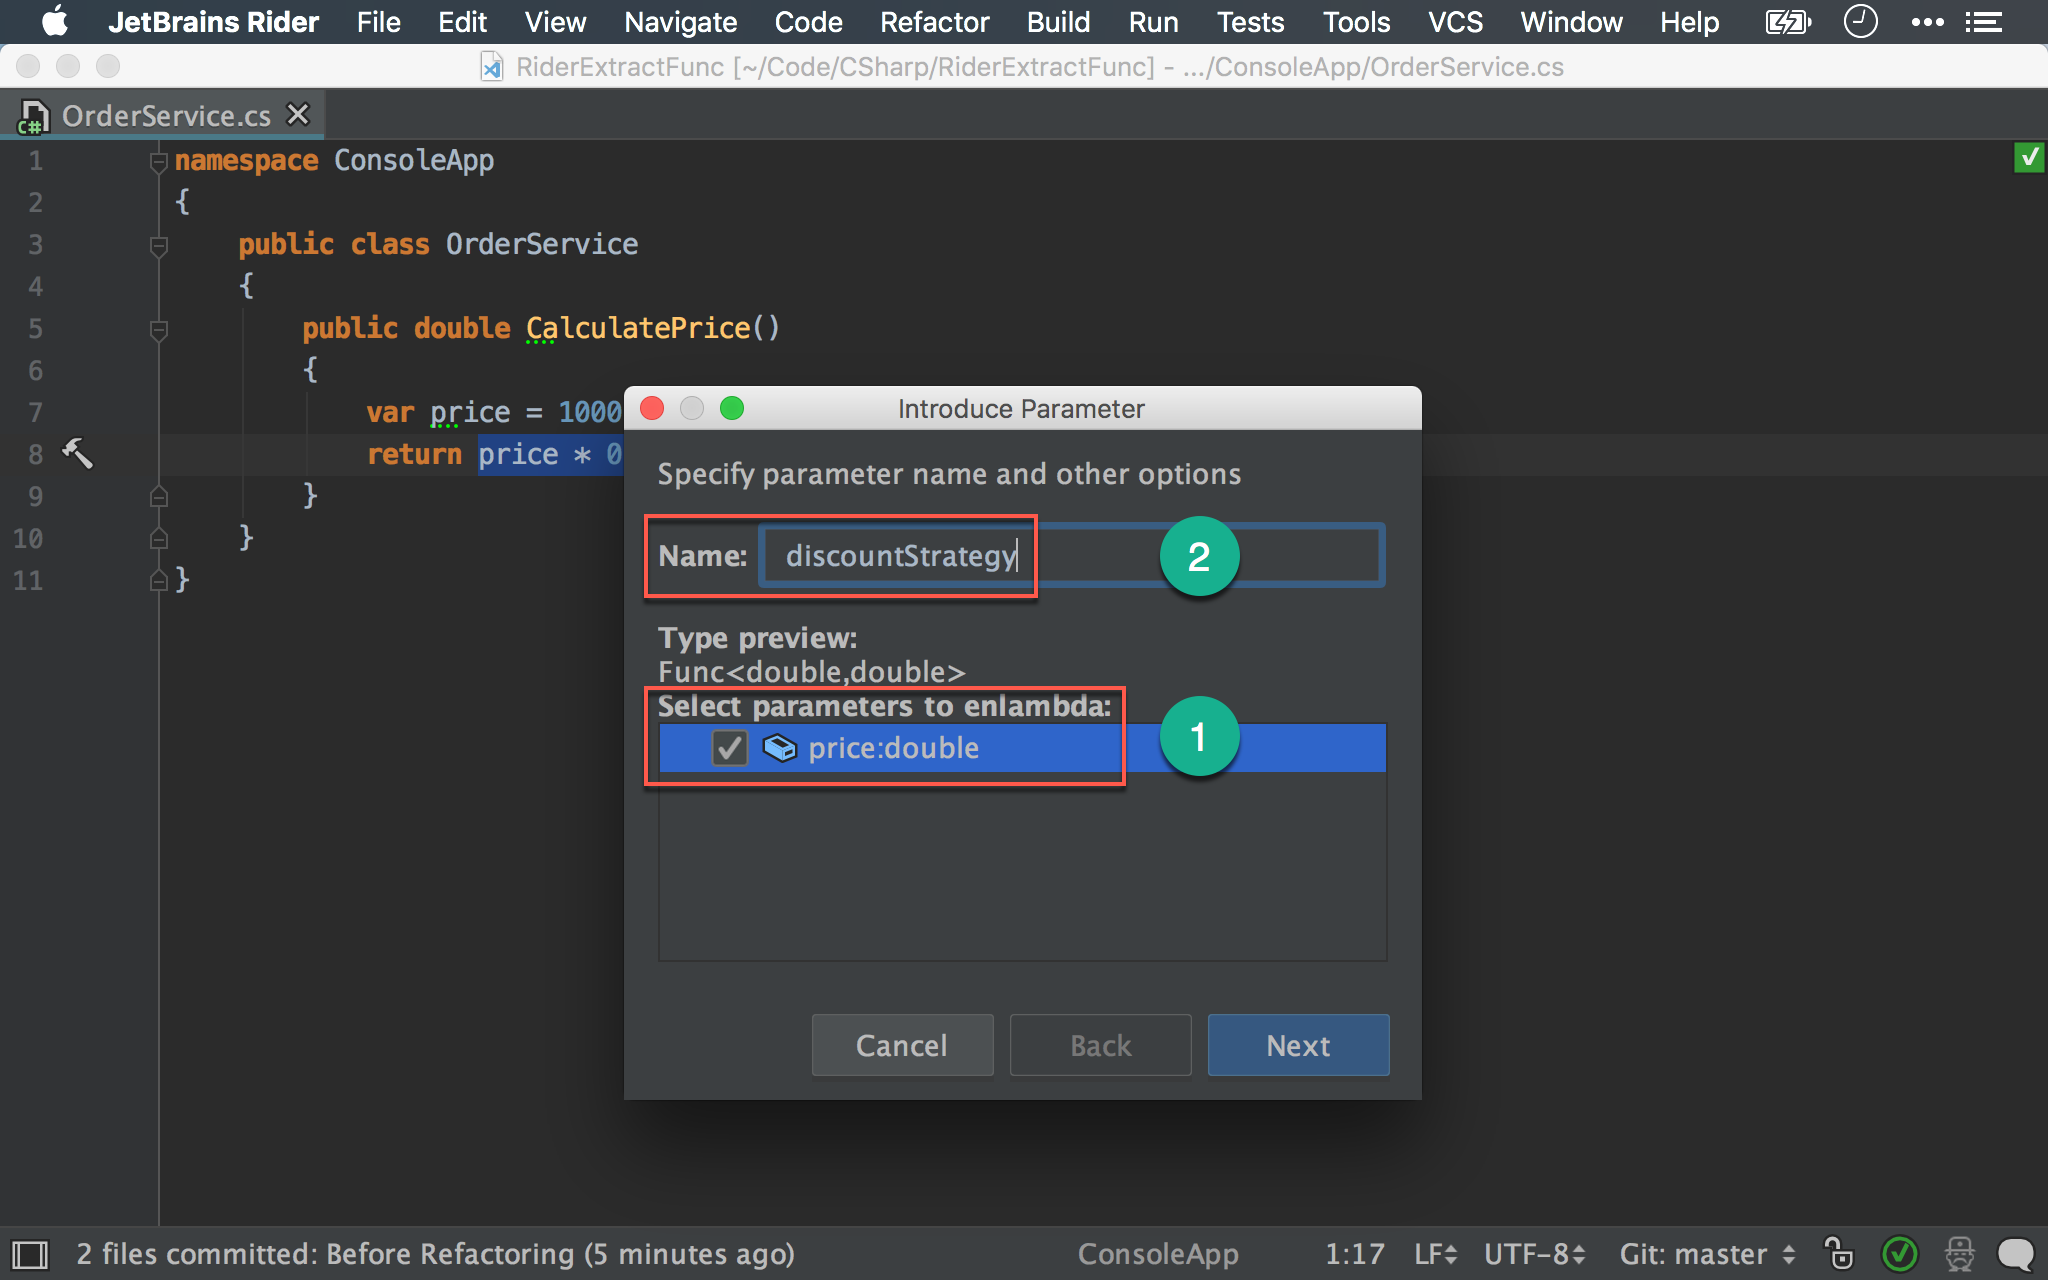 JetBrains Rider File Edit View Navigate Code Refactor Build Run Tests Tools VCS Window Help
RiderExtractFunc [~/Code/CSharp/RiderExtractFunc] - .../ConsoleApp/OrderService.cs
C# OrderService.cs
1 namespace ConsoleApp
2 {
3 public class OrderService
4 {
5 public double CalculatePrice()
6 {
7 var price = 1000
8 return price * 0
9 }
10 }
11 }
Introduce Parameter
Specify parameter name and other options
Name: discountStrategy 2
Type preview:
Func<double,double>
Select parameters to enlambda:
price:double 1
Cancel Back Next
2 files committed: Before Refactoring (5 minutes ago) ConsoleApp 1:17 LF UTF-8 Git: master